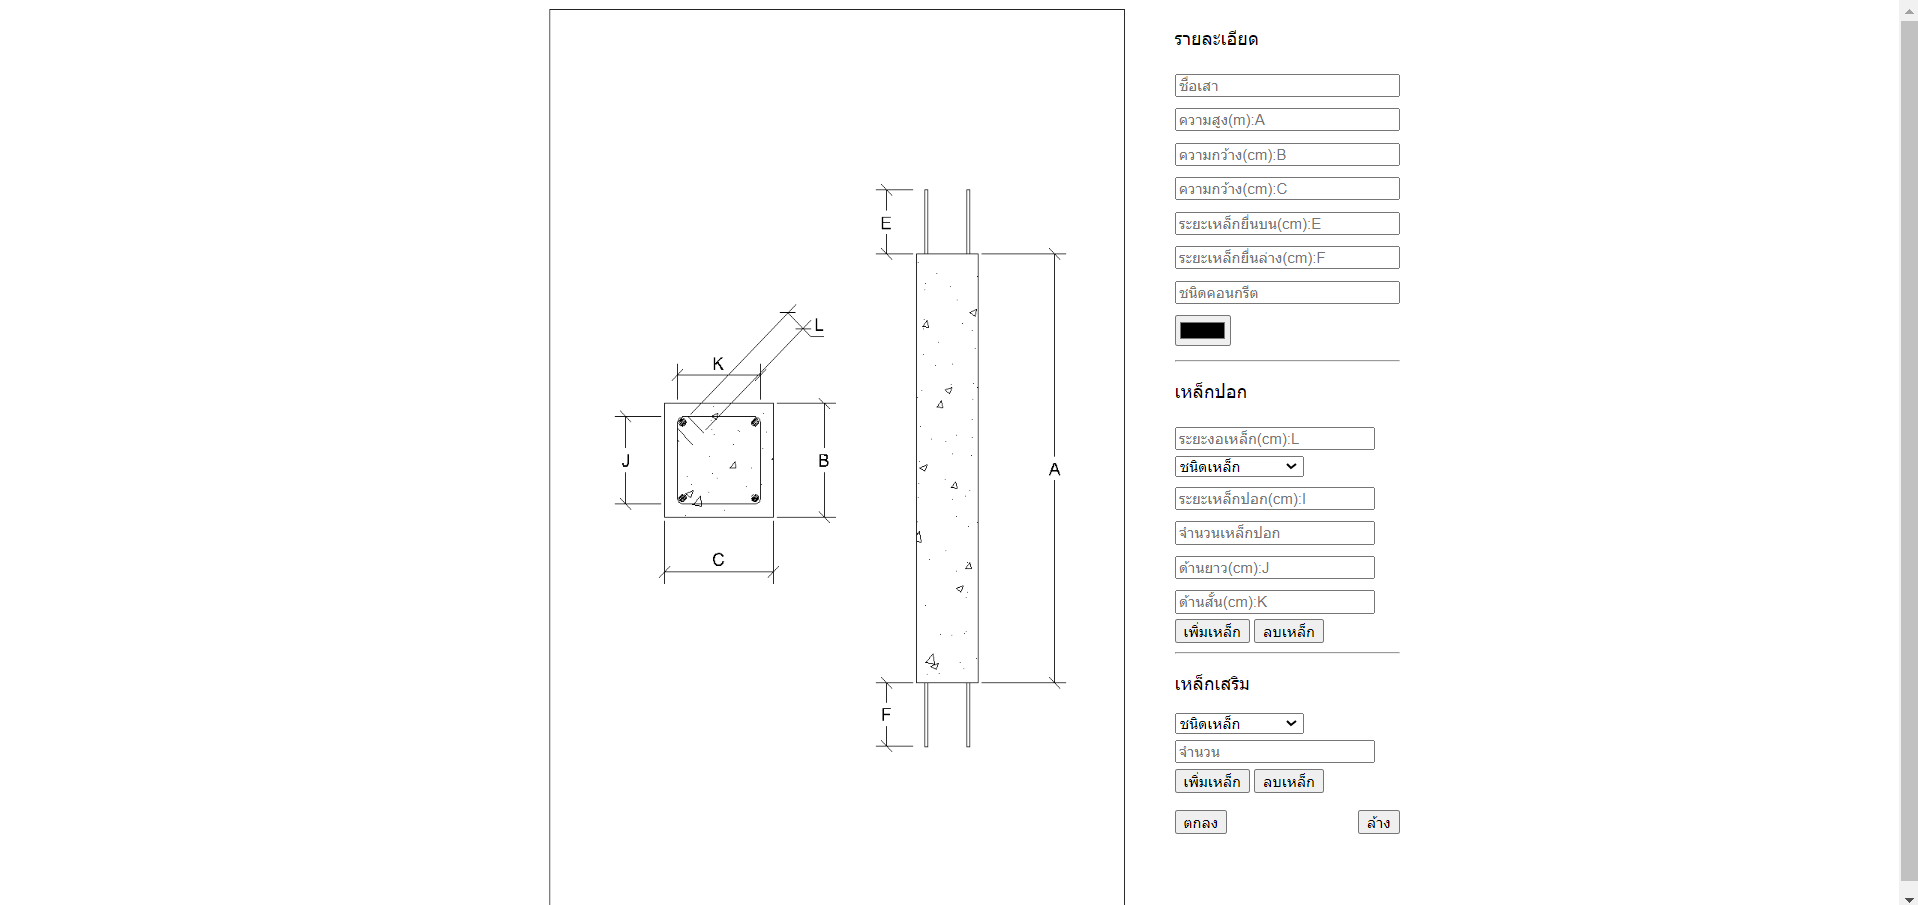 E
L
K
J
B
A
C
F
รายละเอียด
ชื่อเสา
ความสูง(m):A
ความกว้าง(cm):B
ความกว้าง(cm):C
ระยะเหล็กยื่นบน(cm):E
ระยะเหล็กยื่นล่าง(cm):F
ชนิดคอนกรีต
เหล็กปอก
ระยะงอเหล็ก(cm):L
ชนิดเหล็ก
ระยะเหล็กปอก(cm):I
จำนวนเหล็กปอก
ด้านยาว(cm):J
ด้านสั้น(cm):K
เพิ่มเหล็ก ลบเหล็ก
เหล็กเสริม
ชนิดเหล็ก
จำนวน
เพิ่มเหล็ก ลบเหล็ก
ตกลง ล้าง